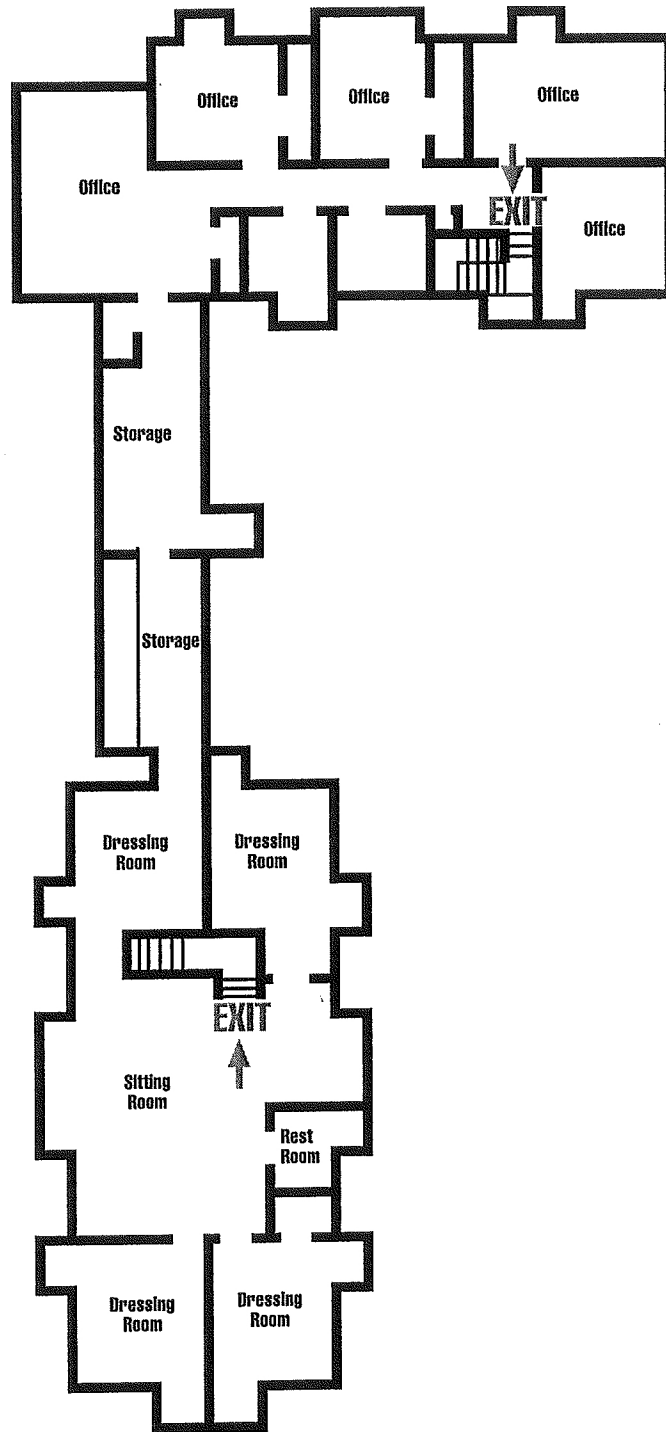 Office
Office
Office
Office
EXIT
Office
Storage
Storage
Dressing
Room
Dressing
Room
EXIT
Sitting
Room
Rest
Room
Dressing
Room
Dressing
Room